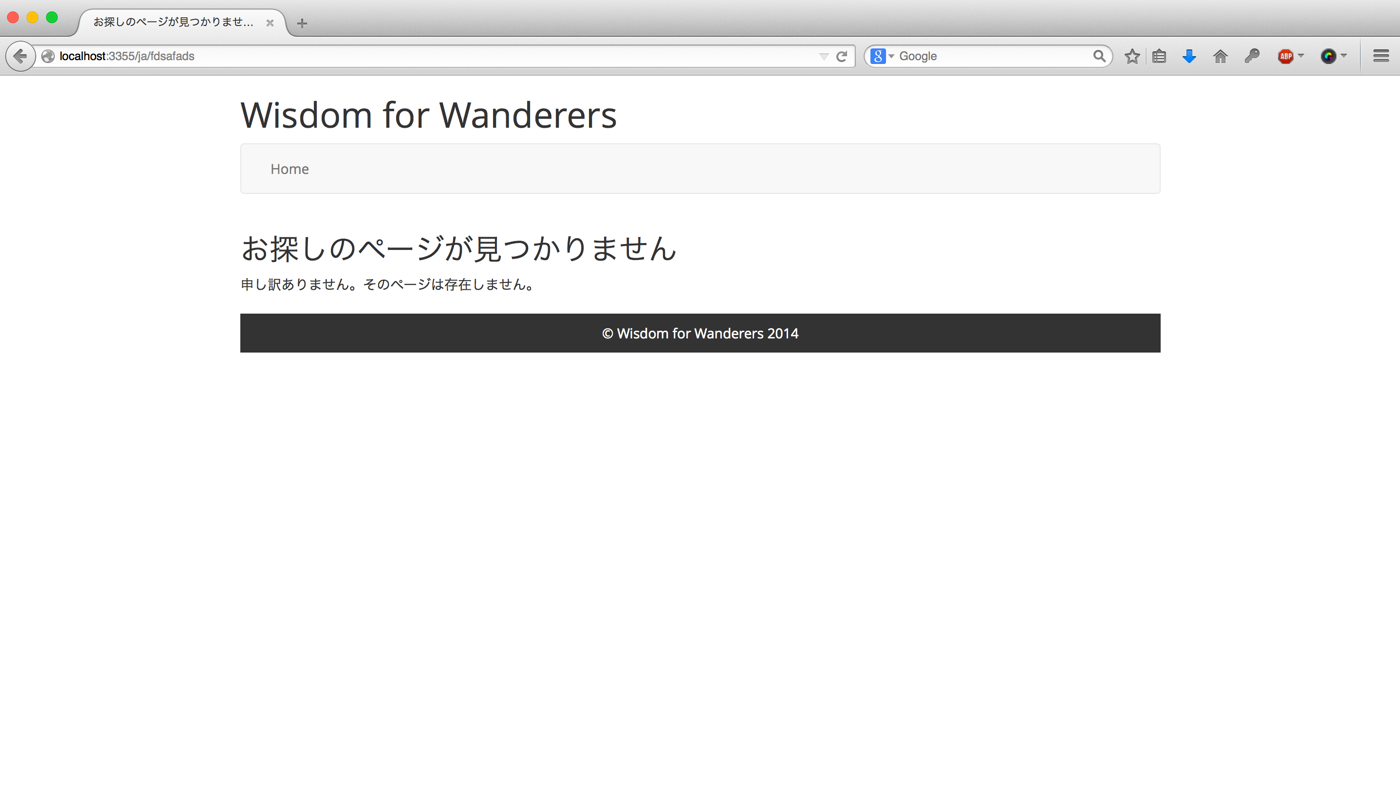 お探しのページが見つかりませ...
localhost:3355/ja/fdsafads
Google
ABP
Wisdom for Wanderers
Home
お探しのページが見つかりません
申し訳ありません。そのページは存在しません。
© Wisdom for Wanderers 2014